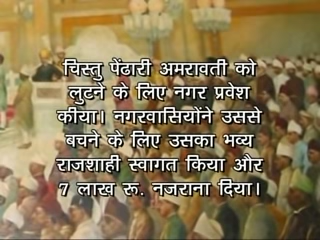 चिस्तु पेंढारी अमरावती को
लुटने के लिए नगर प्रवेश
कीया। नगरवासियोंने उससे
बचने के लिए उसका भव्य
राजशाही स्वागत किया और
7 लाख रू. नजराना दिया।